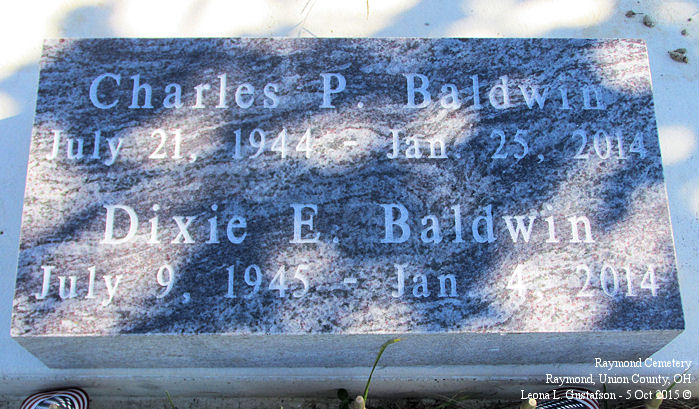 Charles P. Baldwin
July 21, 1944 - Jan. 25, 2014
Dixie E. Baldwin
July 9, 1945 - Jan. 4, 2014
Raymond Cemetery
Raymond, Union County, OH
Leona L. Gustafson - 5 Oct 2015 ©